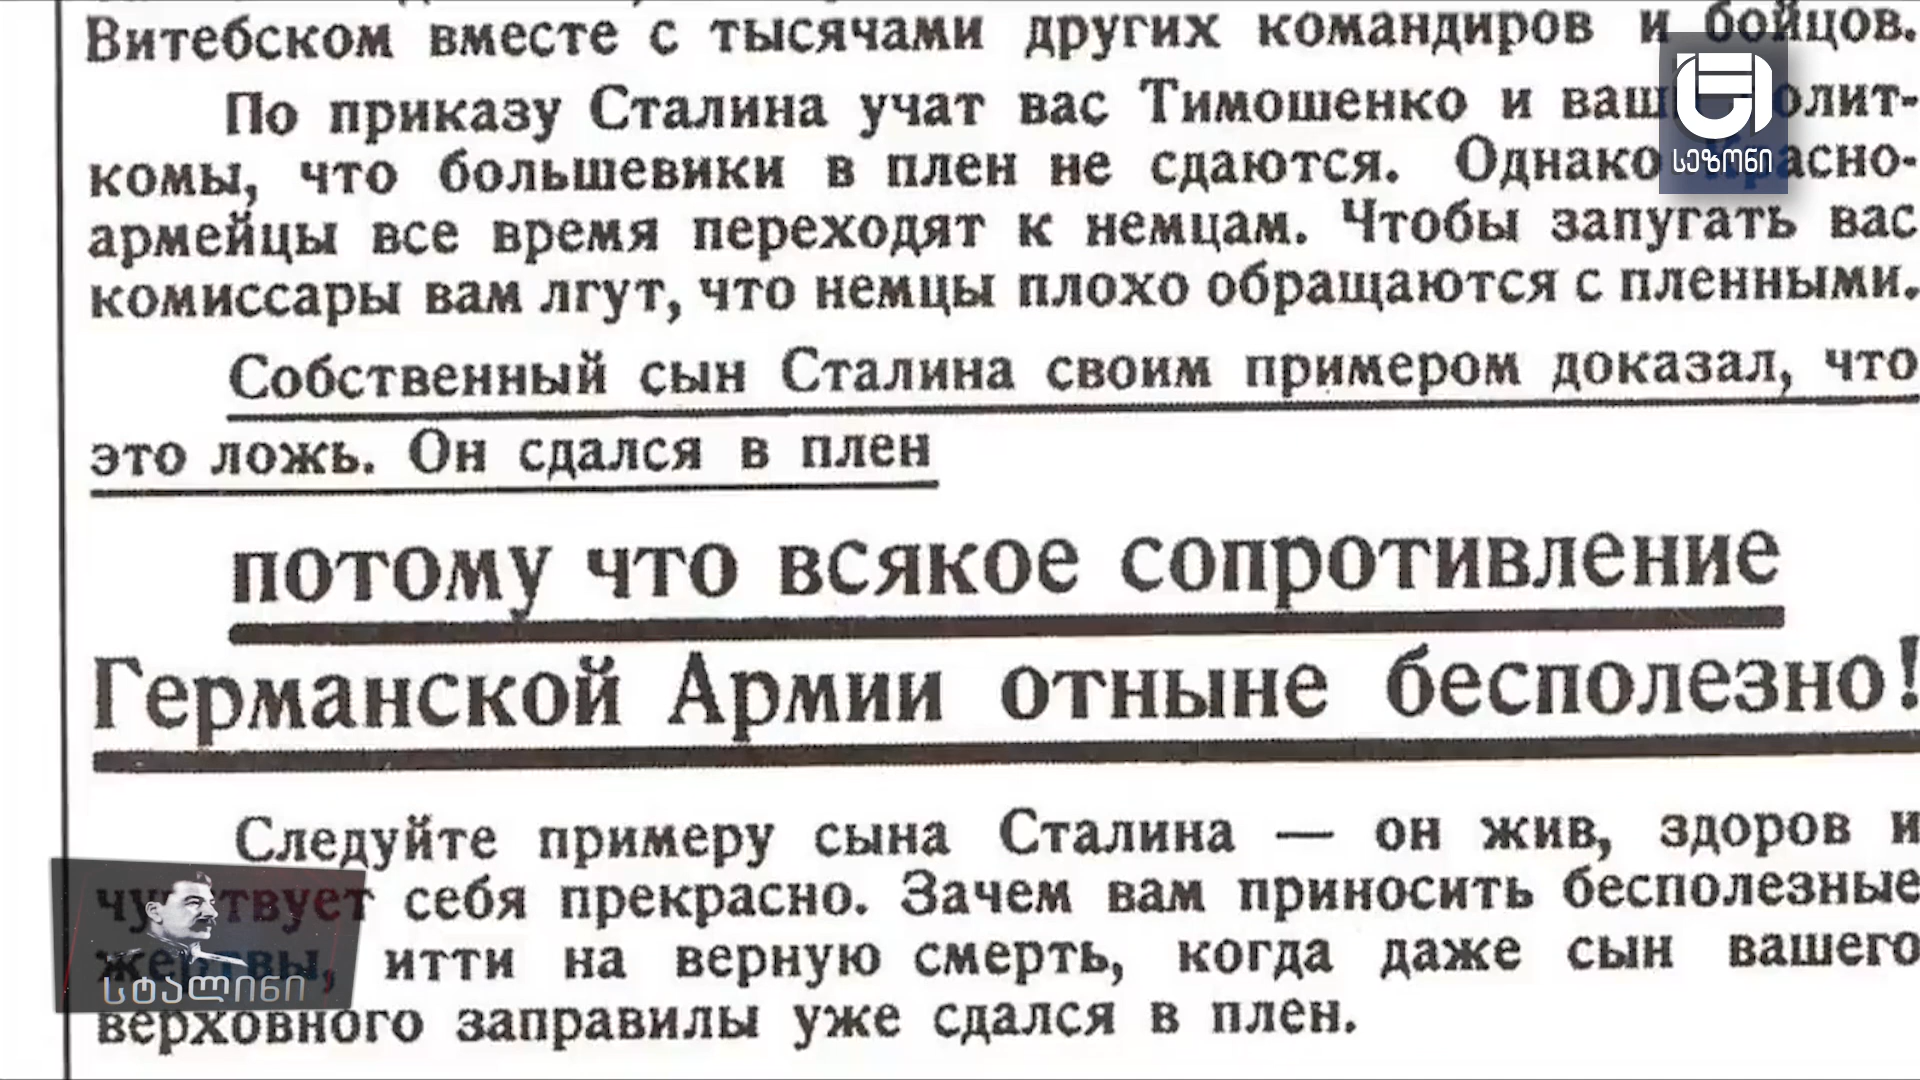 Витебском вместе с тысячами других командиров и бойцов.
По приказу Сталина учат вас Тимошенко и ваши полит-
комы, что большевики в плен не сдаются. Однако красно-
армейцы все время переходят к немцам. Чтобы запугать вас
комиссары вам лгут, что немцы плохо обращаются с пленными.
Собственный сын Сталина своим примером доказал, что
это ложь. Он сдался в плен
потому что всякое сопротивление
Германской Армии отныне бесполезно!
Следуйте примеру сына Сталина — он жив, здоров и
чувствует себя прекрасно. Зачем вам приносить бесполезные
жертвы, итти на верную смерть, когда даже сын вашего
верховного заправилы уже сдался в плен.
სეზონი
სტალინი